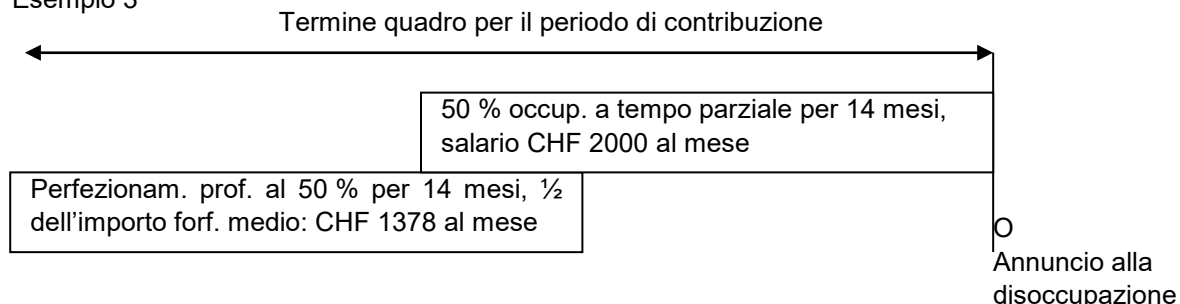 Esempio 3
Termine quadro per il periodo di contribuzione
50 % occup. a tempo parziale per 14 mesi,
salario CHF 2000 al mese
Perfezionam. prof. al 50 % per 14 mesi, ½
dell'importo forf. medio: CHF 1378 al mese
O
Annuncio alla
disoccupazione